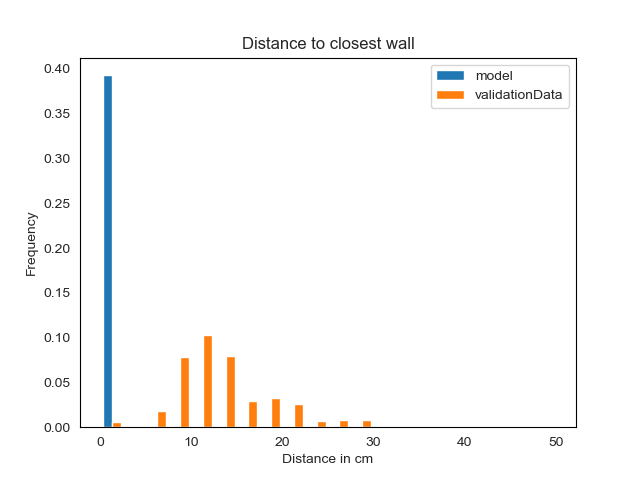 Distance to closest wall
model
validationData
Frequency
0.40
0.35
0.30
0.25
0.20
0.15
0.10
0.05
0.00
0 10 20 30 40 50
Distance in cm